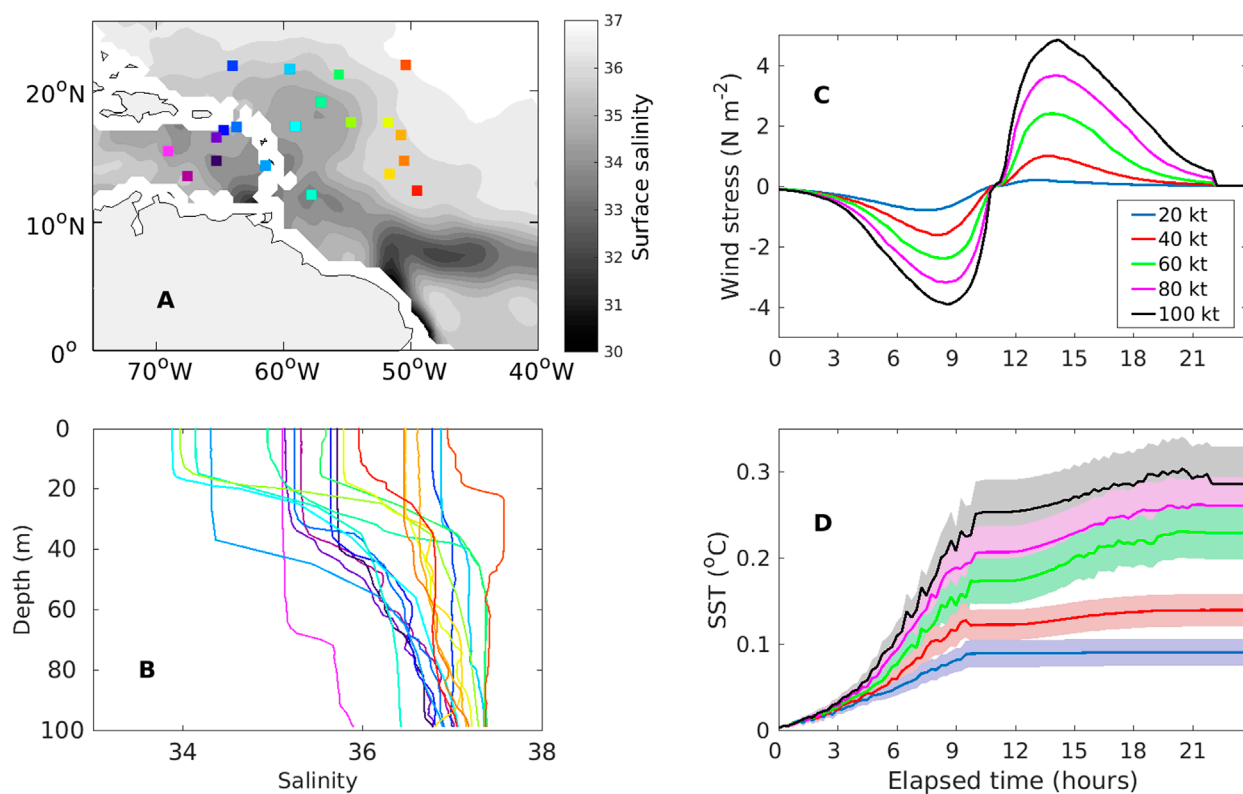 20°N
10°N
0°
70°W 60°W 50°W 40°W
A
37
36
35
34
33
32
31
30
Surface salinity
4
2
0
-2
-4
Wind stress (N m-2)
C
20 kt
40 kt
60 kt
80 kt
100 kt
0 3 6 9 12 15 18 21
0
20
40
60
80
100
Depth (m)
B
34 36 38
Salinity
0.3
0.2
0.1
0
SST (°C)
D
0 3 6 9 12 15 18 21
Elapsed time (hours)